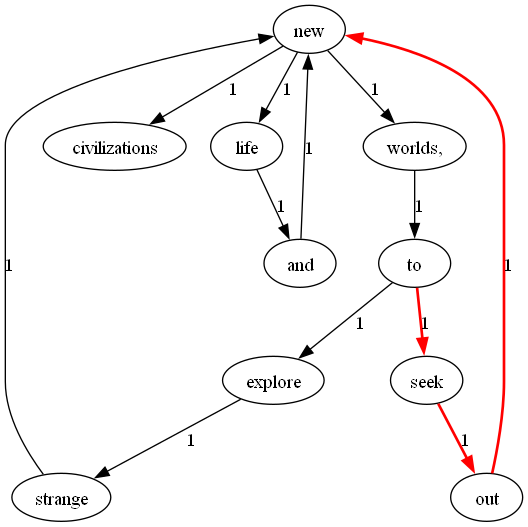 new
1 1 1
civilizations life worlds,
1 1 1
and to
1 1 1 1
explore seek
1 1
strange out